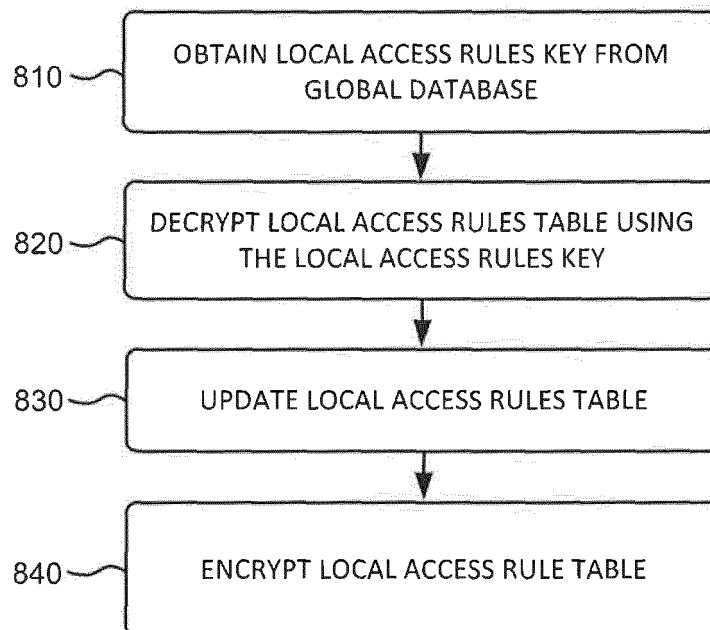 810
OBTAIN LOCAL ACCESS RULES KEY FROM
GLOBAL DATABASE
820
DECRYPT LOCAL ACCESS RULES TABLE USING
THE LOCAL ACCESS RULES KEY
830
UPDATE LOCAL ACCESS RULES TABLE
840
ENCRYPT LOCAL ACCESS RULE TABLE